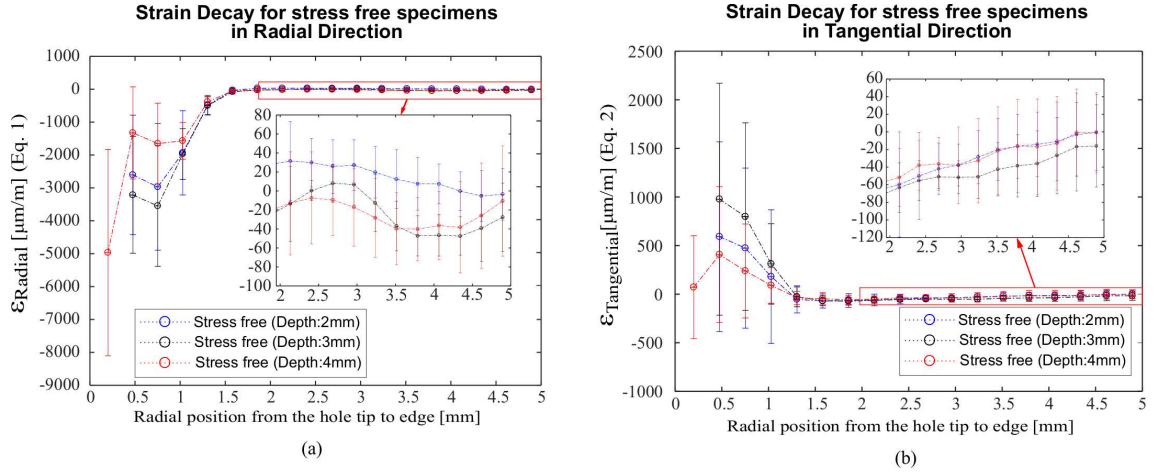 Strain Decay for stress free specimens
in Radial Direction
1000
0
-1000
-2000
-3000
-4000
-5000
-6000
-7000
-8000
-9000
εRadial [µm/m] (Eq. 1)
80
60
40
20
0
-20
-40
-60
-80
-100
2 2.5 3 3.5 4 4.5 5
Stress free (Depth:2mm)
Stress free (Depth:3mm)
Stress free (Depth:4mm)
0 0.5 1 1.5 2 2.5 3 3.5 4 4.5 5
Radial position from the hole tip to edge [mm]
(a)
Strain Decay for stress free specimens
in Tangential Direction
2500
2000
1500
1000
500
0
-500
-1000
εTangential[µm/m] (Eq. 2)
60
40
20
0
-20
-40
-60
-80
-100
-120
2 2.5 3 3.5 4 4.5 5
Stress free (Depth:2mm)
Stress free (Depth:3mm)
Stress free (Depth:4mm)
0 0.5 1 1.5 2 2.5 3 3.5 4 4.5 5
Radial position from the hole tip to edge [mm]
(b)